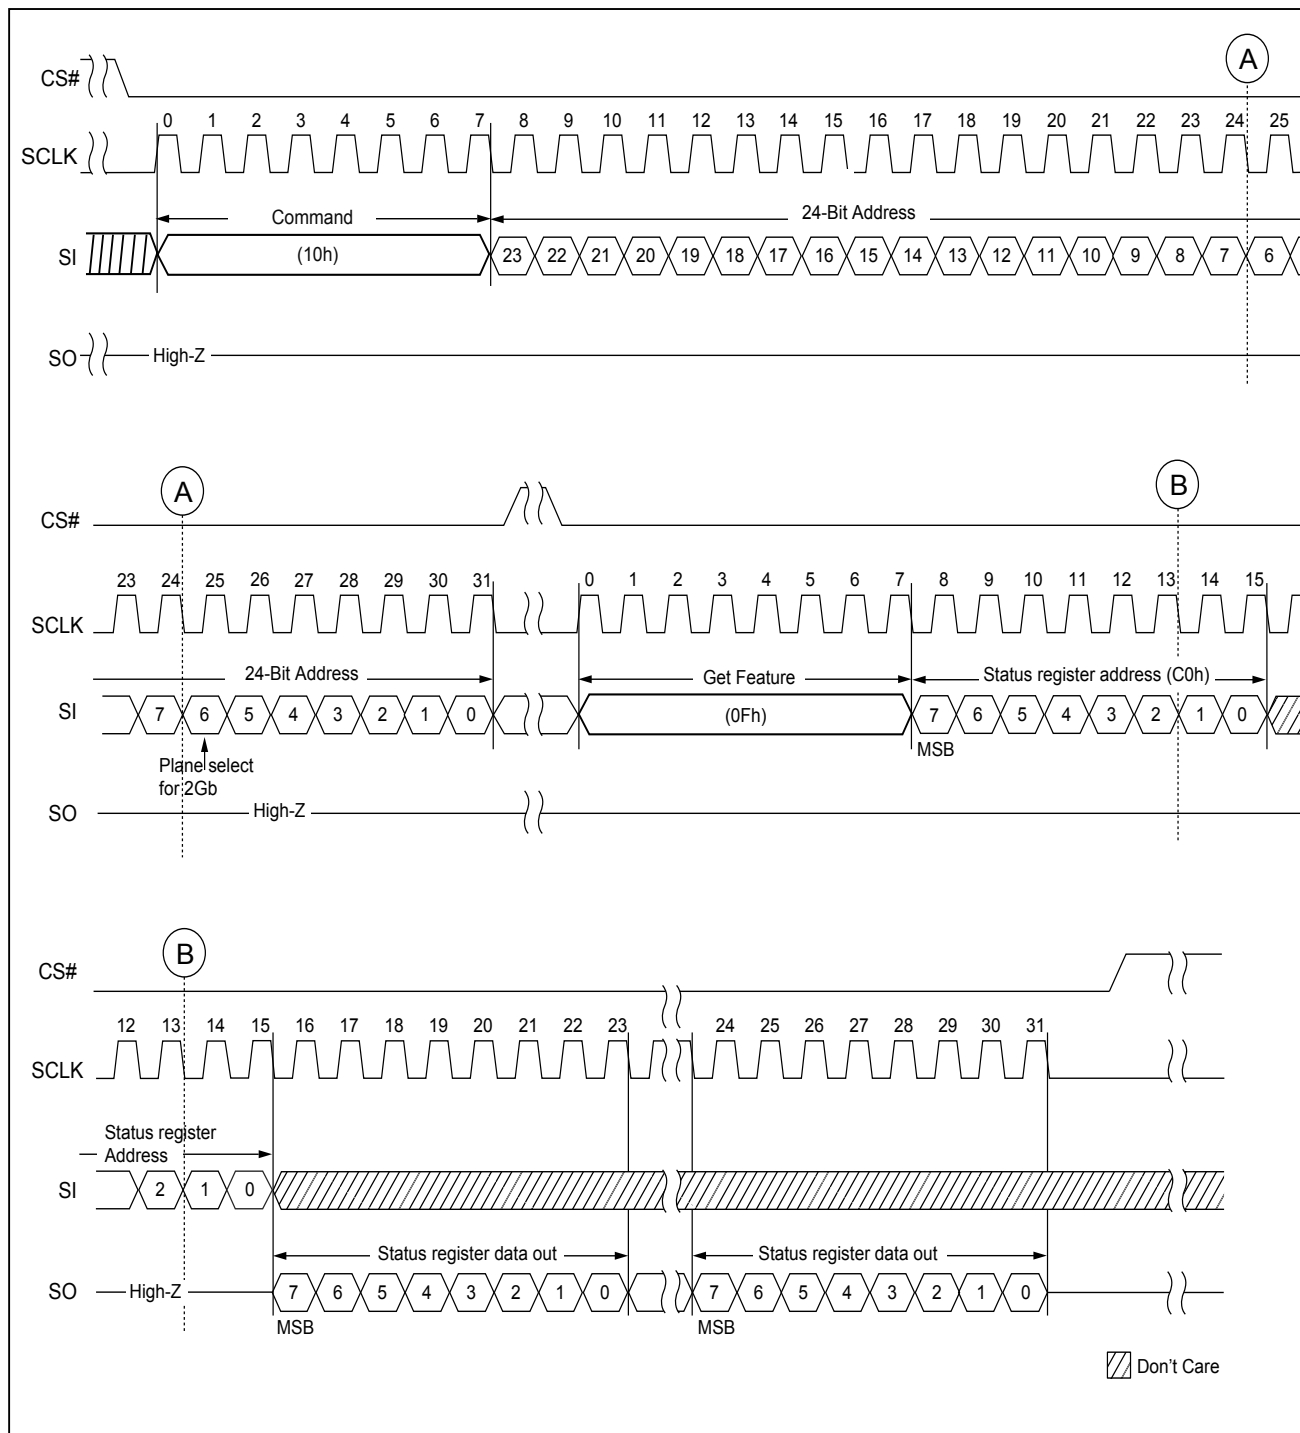 A
CS#
0 1 2 3 4 5 6 7 8 9 10 11 12 13 14 15 16 17 18 19 20 21 22 23 24 25
SCLK
Command 24-Bit Address
SI (10h) 23 22 21 20 19 18 17 16 15 14 13 12 11 10 9 8 7 6
SO High-Z
A B
CS#
23 24 25 26 27 28 29 30 31 0 1 2 3 4 5 6 7 8 9 10 11 12 13 14 15
SCLK
24-Bit Address Get Feature Status register address (C0h)
SI 7 6 5 4 3 2 1 0 (0Fh) 7 6 5 4 3 2 1 0
MSB
Plane select
for 2Gb
SO High-Z
B
CS#
12 13 14 15 16 17 18 19 20 21 22 23 24 25 26 27 28 29 30 31
SCLK
Status register
Address
SI 2 1 0
Status register data out Status register data out
SO High-Z 7 6 5 4 3 2 1 0 7 6 5 4 3 2 1 0
MSB MSB
Don't Care